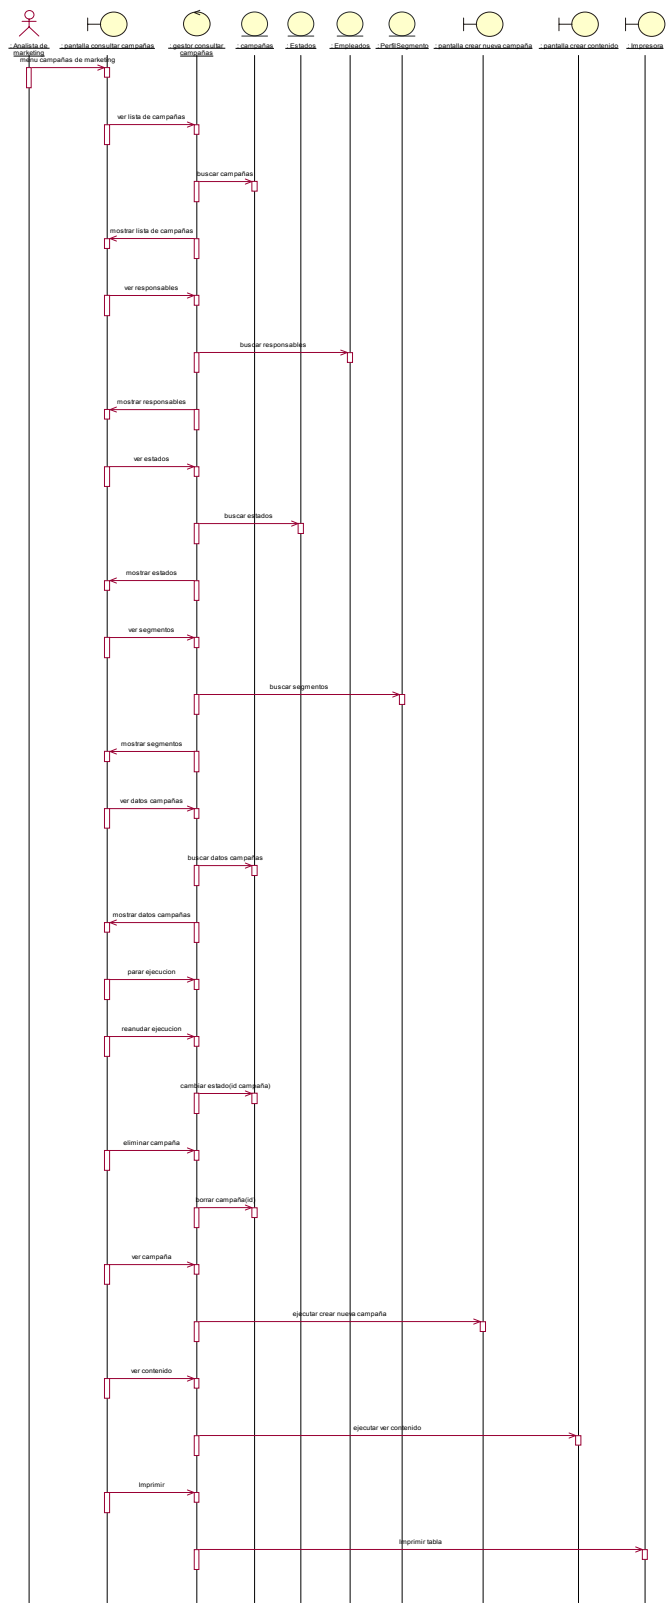 : Analista de
marketing
: pantalla consultar campañas
: gestor consultar
campañas
: campañas
: Estados
: Empleados
: PerfilSegmento
: pantalla crear nueva campaña
: pantalla crear contenido
: Impresora
menu campañas de marketing
ver lista de campañas
buscar campañas
mostrar lista de campañas
ver responsables
buscar responsables
mostrar responsables
ver estados
buscar estados
mostrar estados
ver segmentos
buscar segmentos
mostrar segmentos
ver datos campañas
buscar datos campañas
mostrar datos campañas
parar ejecucion
reanudar ejecucion
cambiar estado(id campaña)
eliminar campaña
borrar campaña(id)
ver campaña
ejecutar crear nueva campaña
ver contenido
ejecutar ver contenido
Imprimir
Imprimir tabla